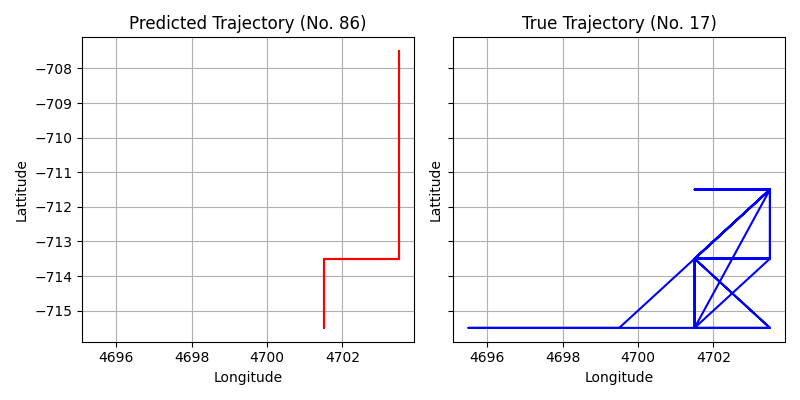 Predicted Trajectory (No. 86)
True Trajectory (No. 17)
−708
−709
−710
−711
−712
−713
−714
−715
Lattitude
Lattitude
4696
4698
4700
4702
4696
4698
4700
4702
Longitude
Longitude